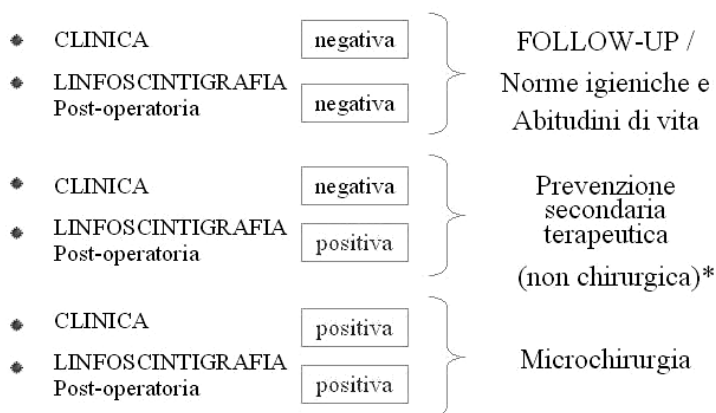 CLINICA negativa
LINFOSCINTIGRAFIA
Post-operatoria negativa
FOLLOW-UP /
Norme igieniche e
Abitudini di vita
CLINICA negativa
LINFOSCINTIGRAFIA
Post-operatoria positiva
Prevenzione
secondaria
terapeutica
(non chirurgica)*
CLINICA positiva
LINFOSCINTIGRAFIA
Post-operatoria positiva
Microchirurgia